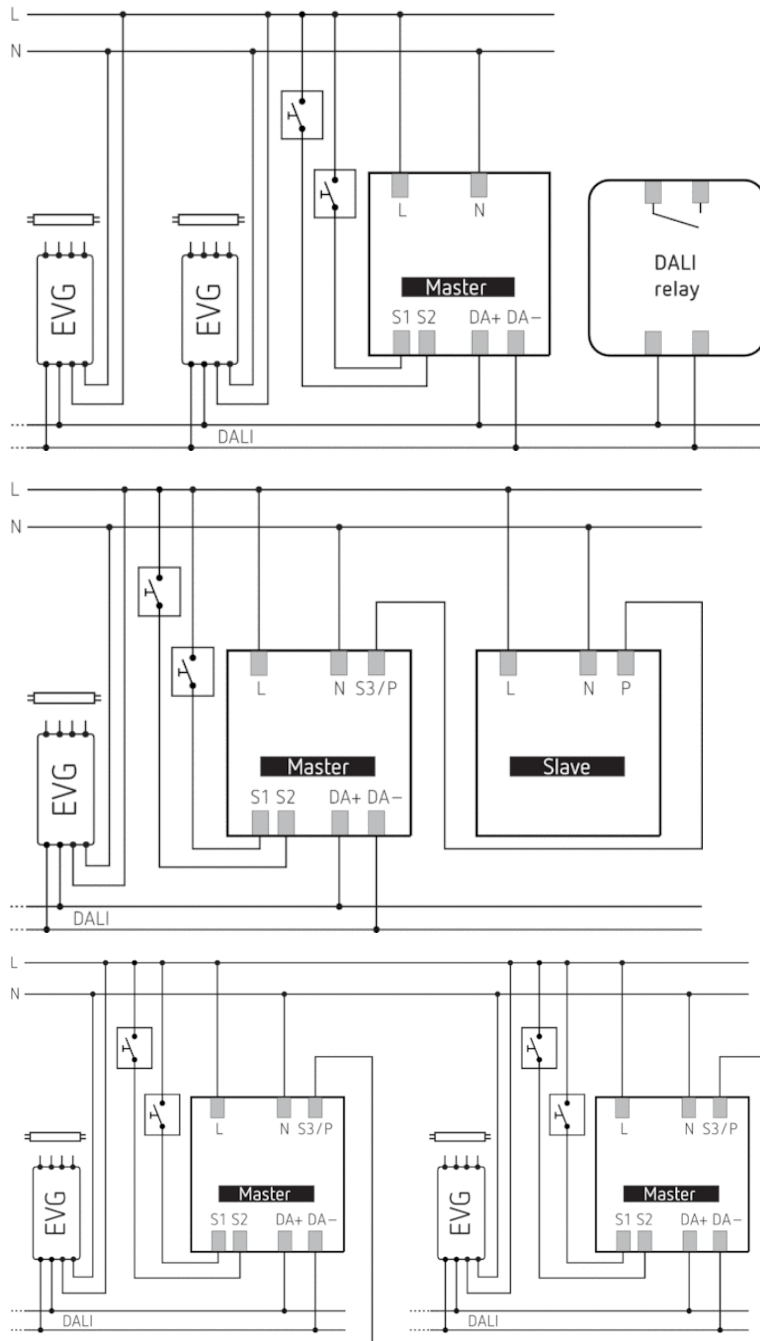 L
N
L N
DALI
relay
EVG EVG
Master
S1 S2 DA+ DA−
DALI
L
N
L N S3/P L N P
EVG
Master Slave
S1 S2 DA+ DA−
DALI
L
N
L N S3/P L N S3/P
EVG Master EVG Master
S1 S2 DA+ DA− S1 S2 DA+ DA−
DALI DALI